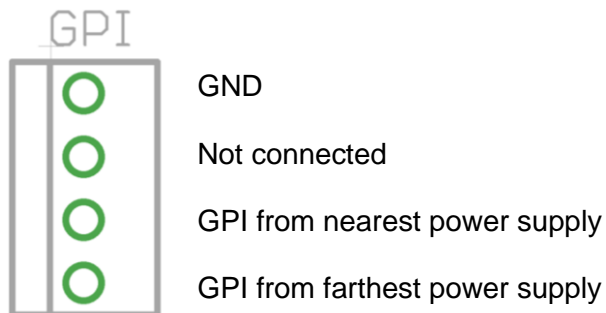 GPI
GND
Not connected
GPI from nearest power supply
GPI from farthest power supply